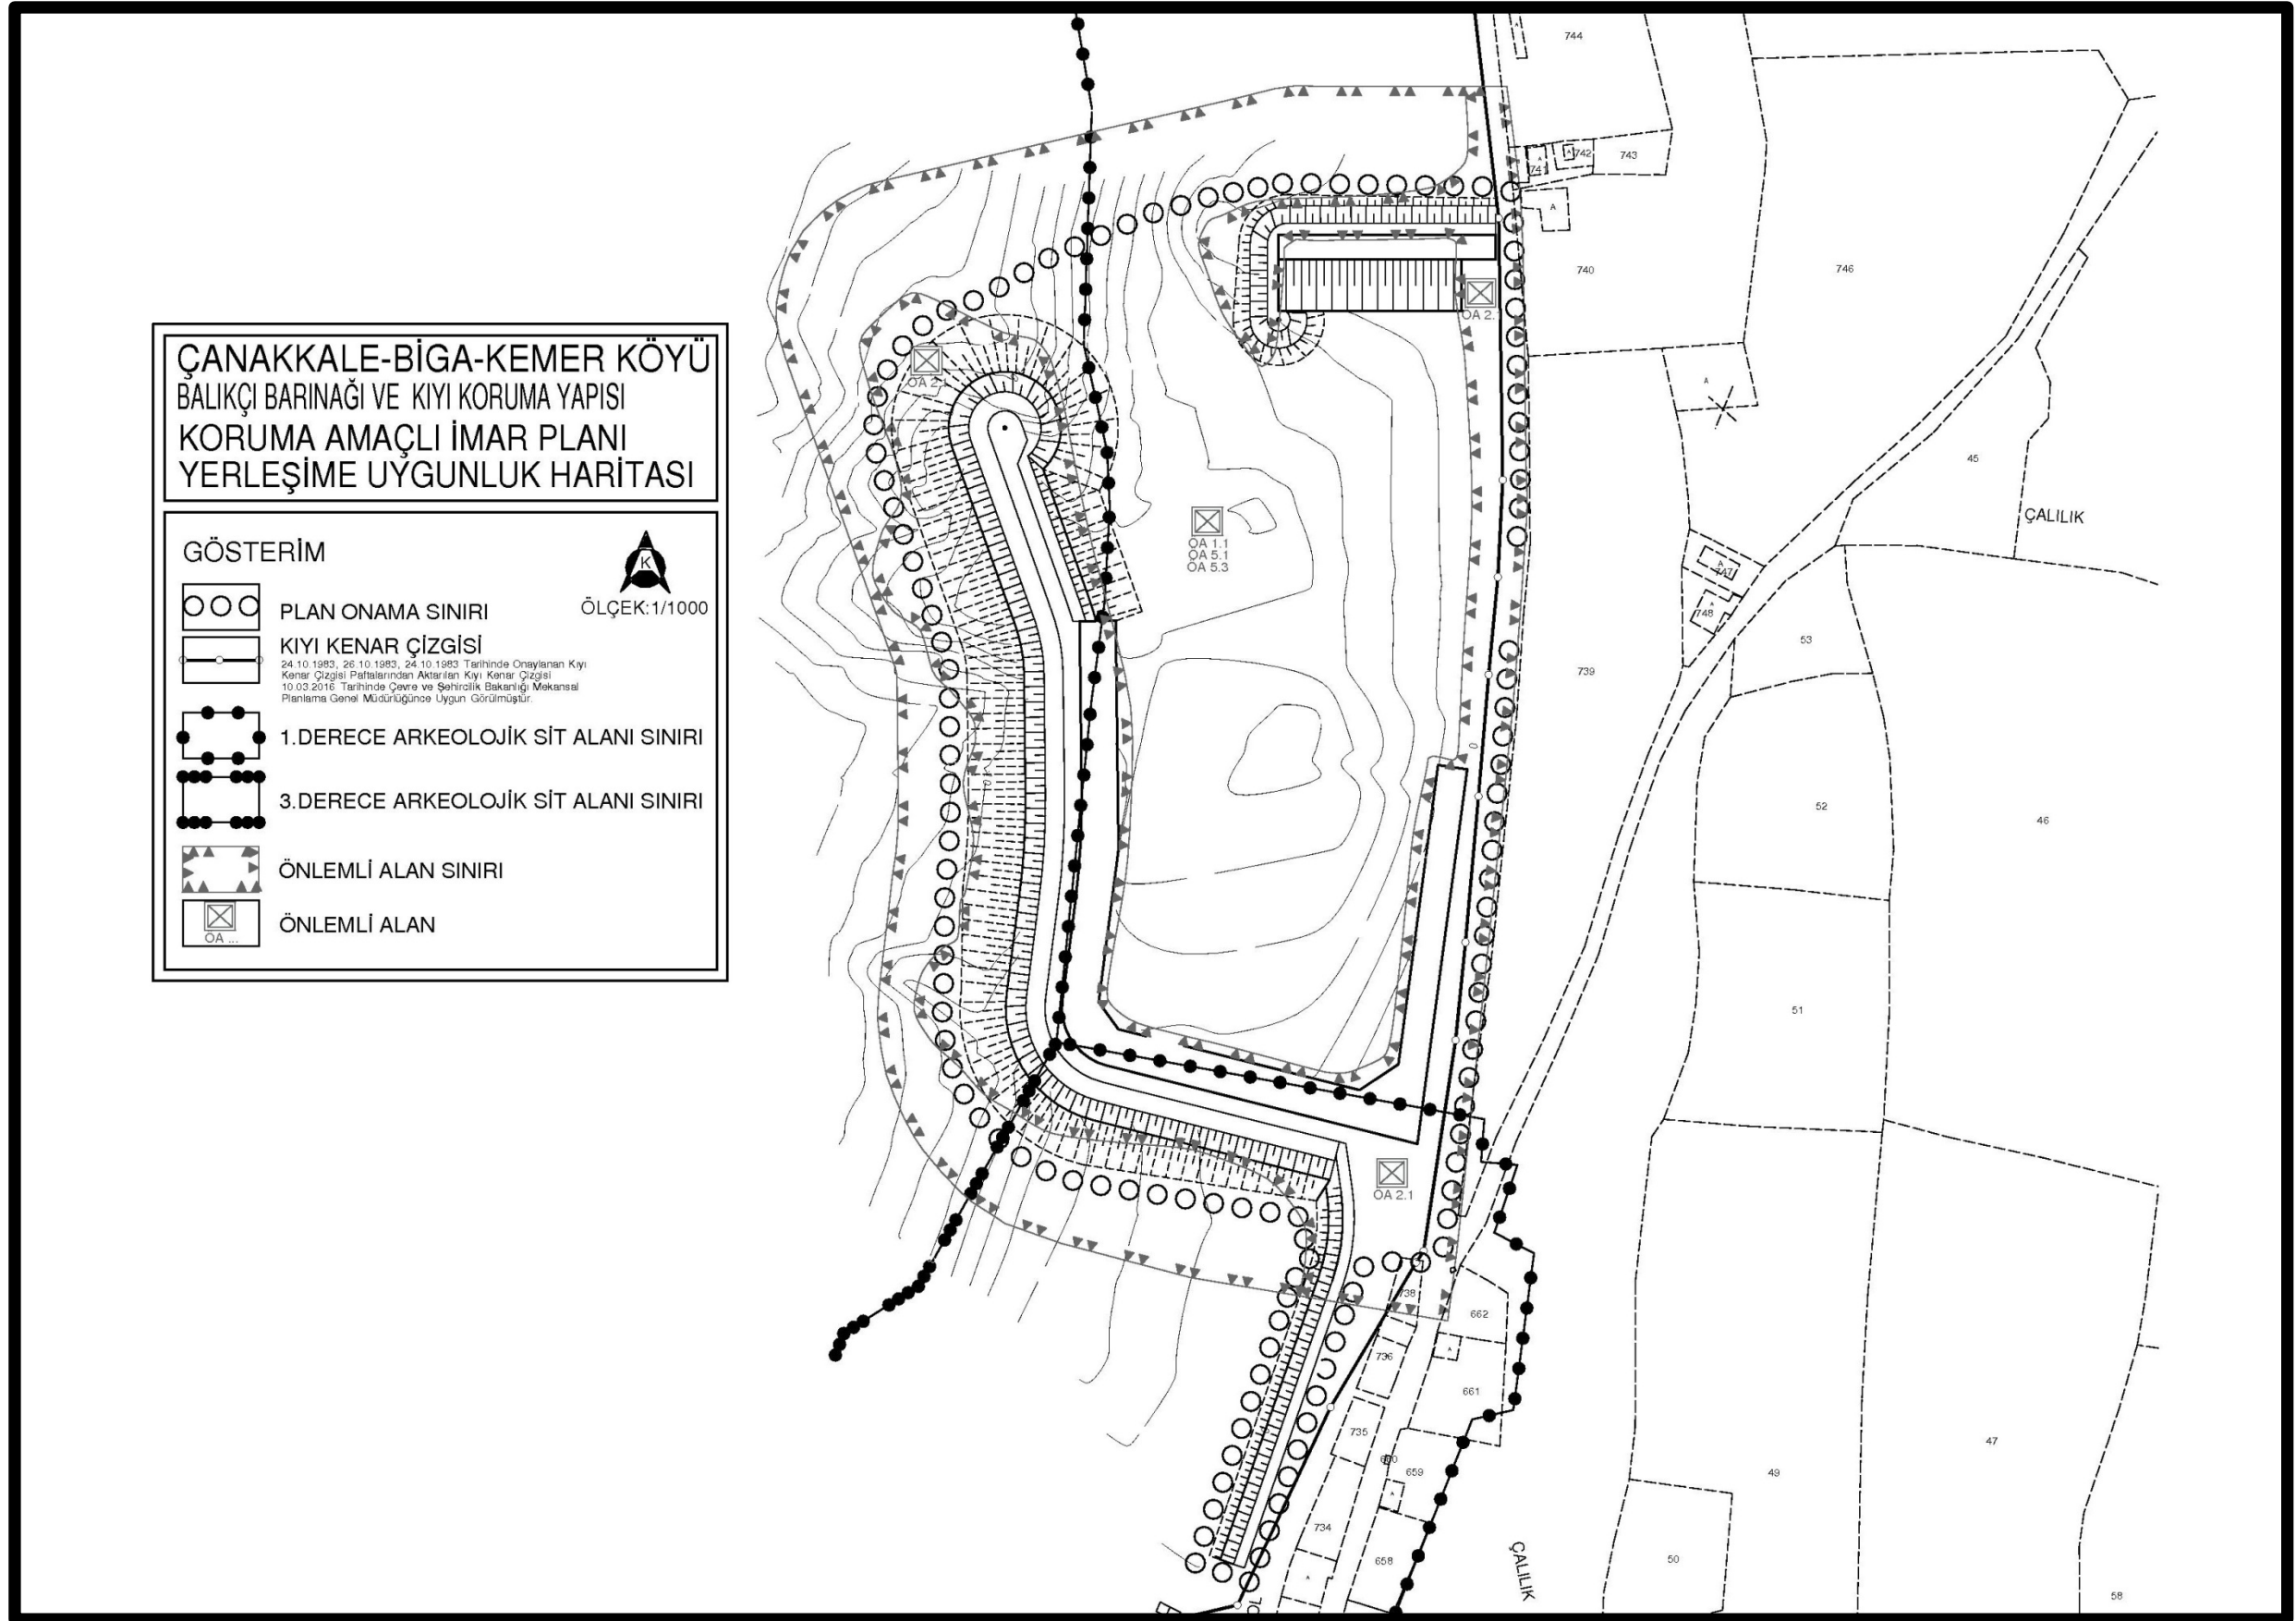 ÇANAKKALE-BİGA-KEMER KÖYÜ
BALIKÇI BARINAĞI VE KIYI KORUMA YAPISI
KORUMA AMAÇLI İMAR PLANI
YERLEŞİME UYGUNLUK HARİTASI
GÖSTERİM
K
ÖLÇEK:1/1000
PLAN ONAMA SINIRI
KIYI KENAR ÇİZGİSİ
24.10.1983, 26.10.1983, 24.10.1983 Tarihinde Onaylanan Kıyı
Kenar Çizgisi Paftalarından Aktarılan Kıyı Kenar Çizgisi
10.03.2016 Tarihinde Çevre ve Şehircilik Bakanlığı Mekansal
Planlama Genel Müdürlüğünce Uygun Görülmüştür.
1.DERECE ARKEOLOJİK SİT ALANI SINIRI
3.DERECE ARKEOLOJİK SİT ALANI SINIRI
ÖNLEMLİ ALAN SINIRI
ÖA ...
ÖNLEMLİ ALAN
744
742
743
741
A
740
746
ÖA 2.
ÖA 2.
A
45
ÇALILIK
ÖA 1.1
ÖA 5.1
ÖA 5.3
747
748
53
739
52
46
51
ÖA 2.1
738
662
736
661
735
659
734
658
49
47
50
58
ÇALILIK